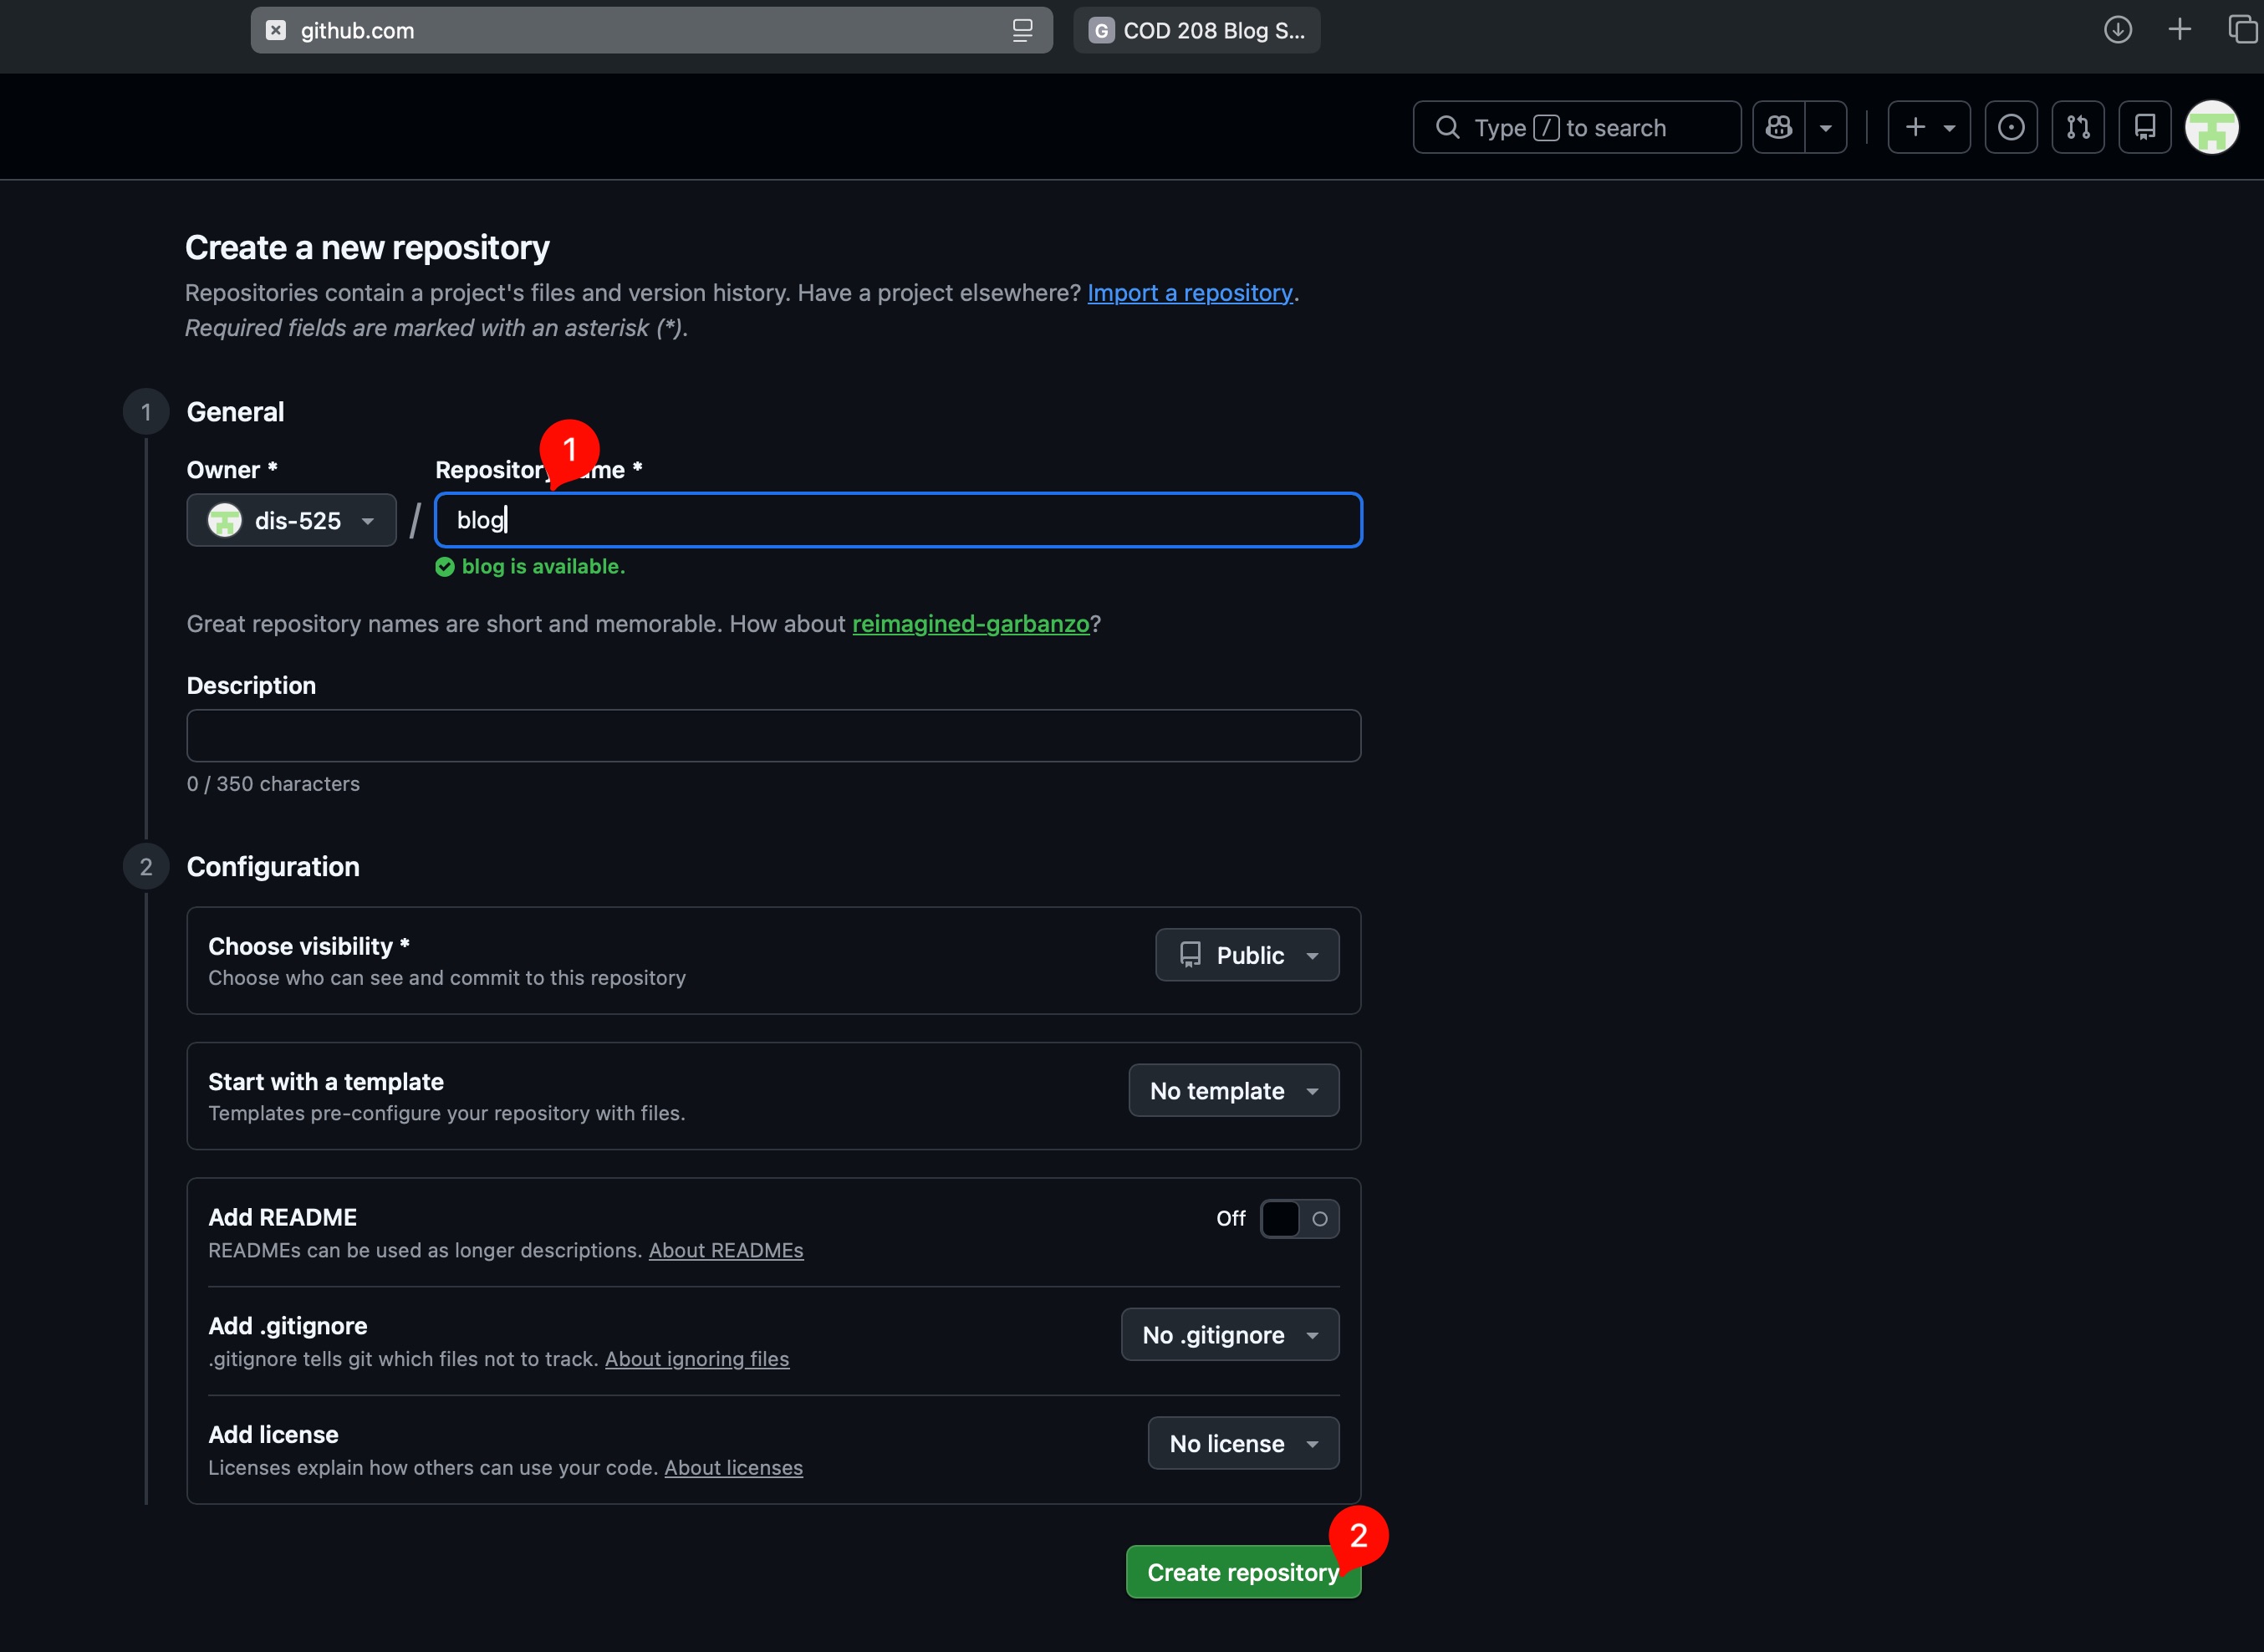 github.com
G COD 208 Blog S...
Type / to search
Create a new repository
Repositories contain a project's files and version history. Have a project elsewhere? Import a repository.
Required fields are marked with an asterisk (*).
1 General
1
Owner *
Repository ame *
dis-525 / blog
blog is available.
Great repository names are short and memorable. How about reimagined-garbanzo?
Description
0 / 350 characters
2 Configuration
Choose visibility *
Choose who can see and commit to this repository
Public
Start with a template
Templates pre-configure your repository with files.
No template
Add README
READMEs can be used as longer descriptions. About READMEs
Off
Add .gitignore
.gitignore tells git which files not to track. About ignoring files
No .gitignore
Add license
Licenses explain how others can use your code. About licenses
No license
2
Create repository